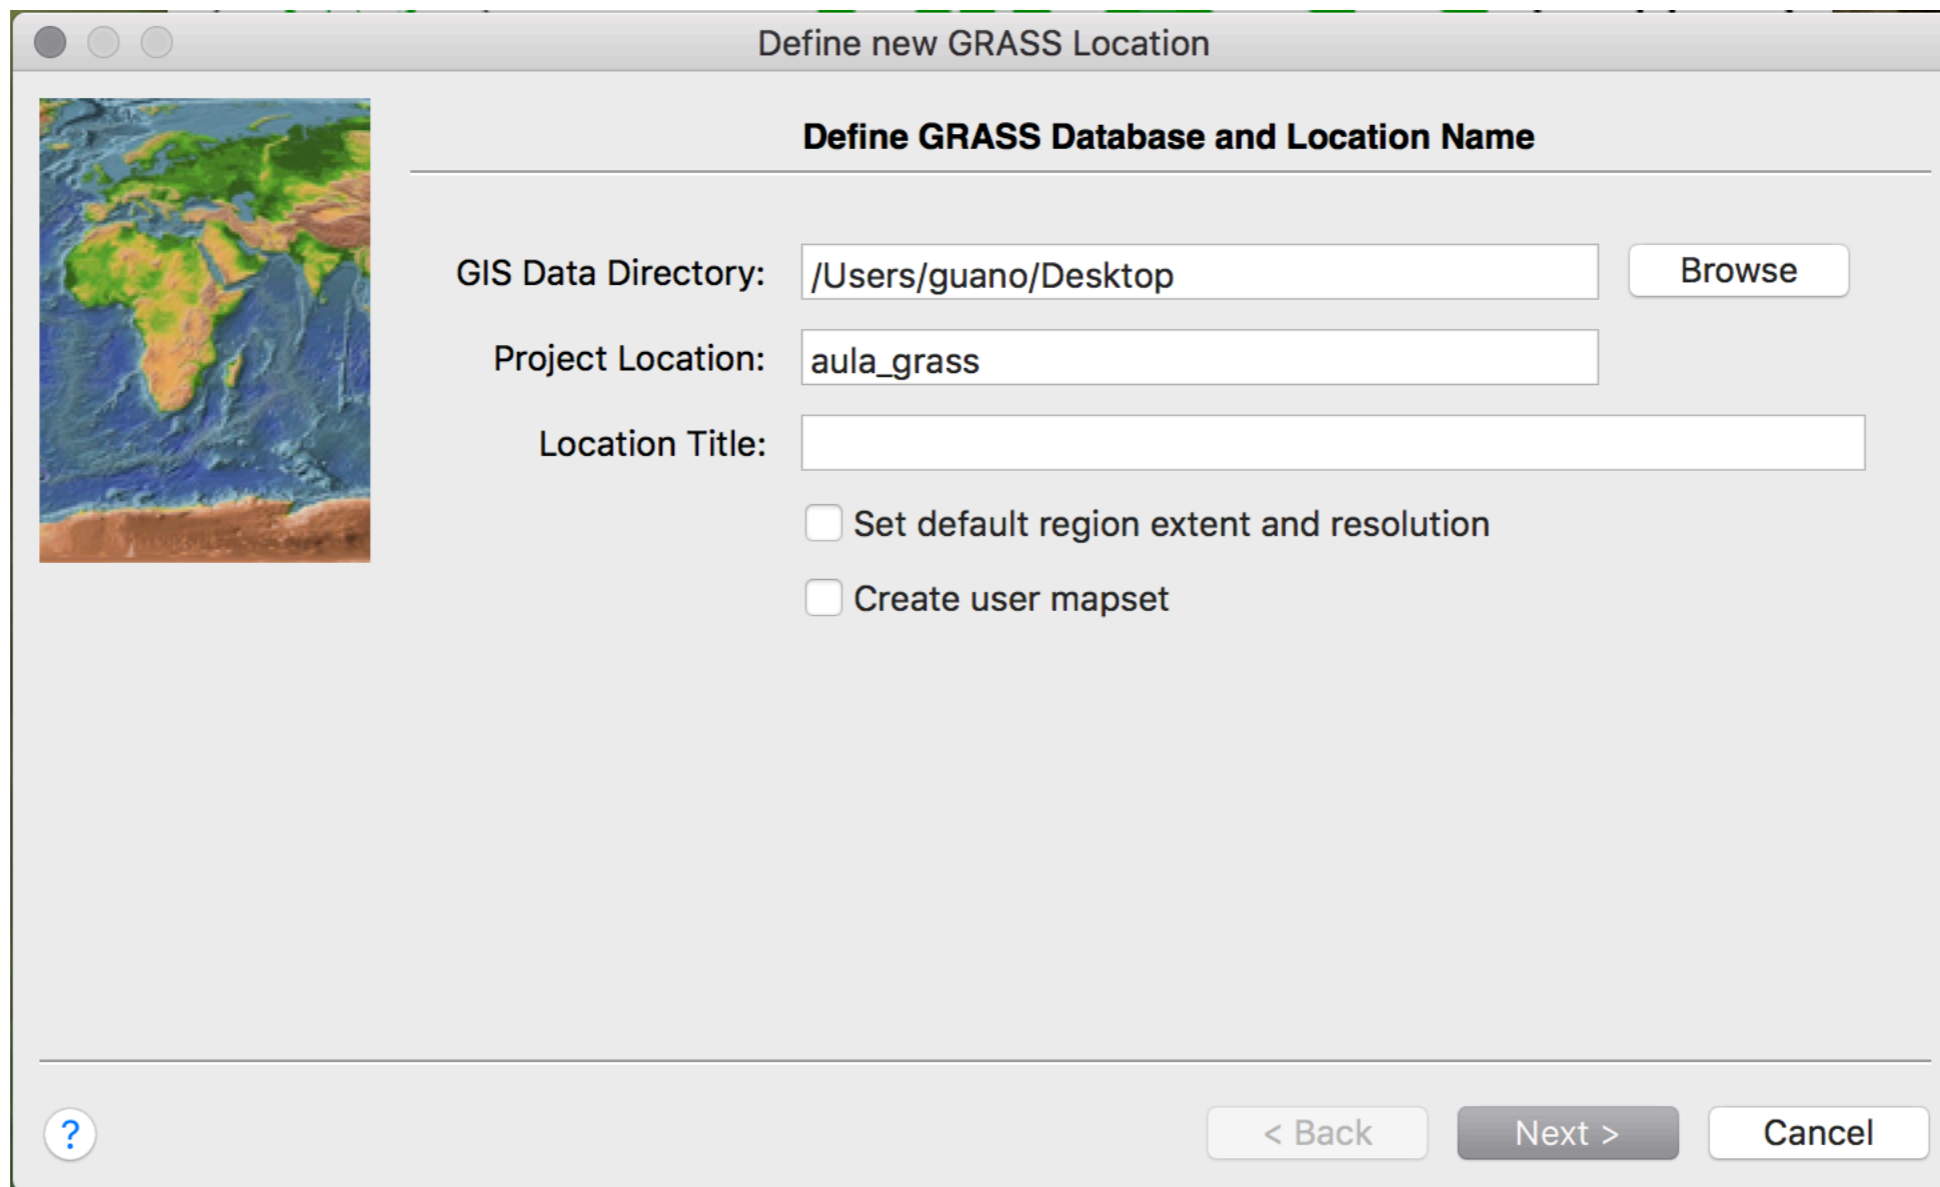 Define new GRASS Location
Define GRASS Database and Location Name
GIS Data Directory: /Users/guano/Desktop Browse
Project Location: aula_grass
Location Title:
Set default region extent and resolution
Create user mapset
? < Back Next > Cancel